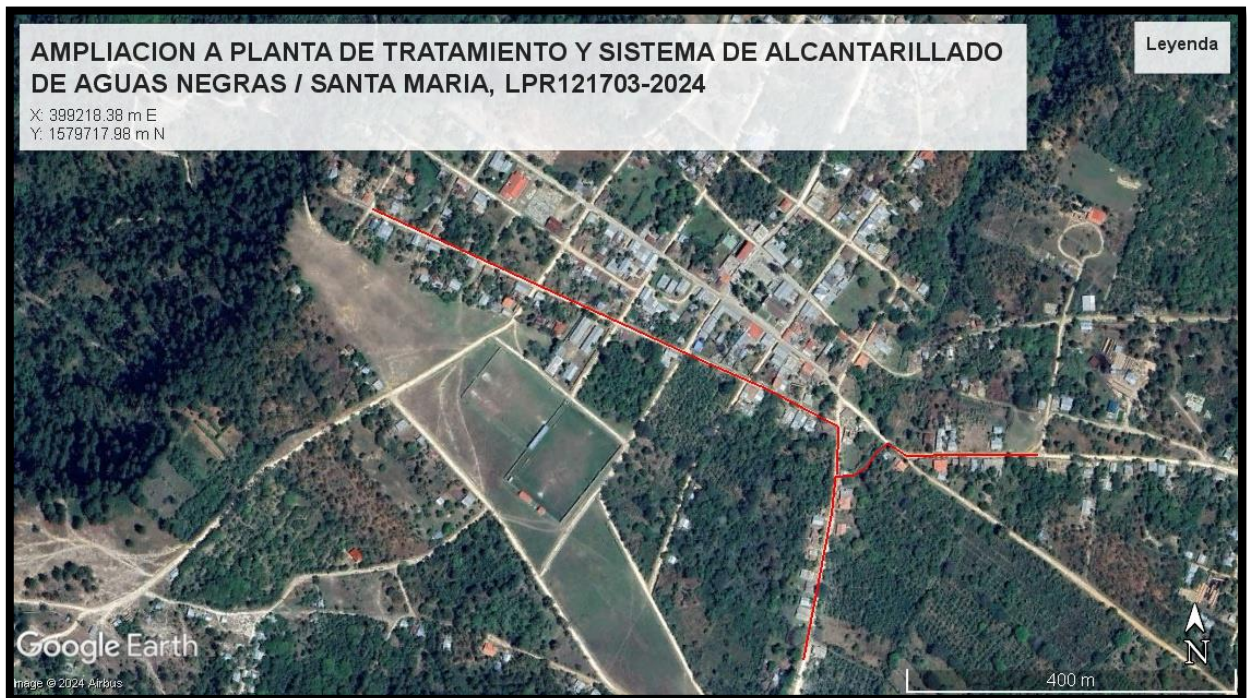 AMPLIACION A PLANTA DE TRATAMIENTO Y SISTEMA DE ALCANTARILLADO
DE AGUAS NEGRAS / SANTA MARIA, LPR121703-2024
X: 399218.38 m E
Y: 1579717.98 m N
Leyenda
Google Earth
mage © 2024 Airbus
N
400 m